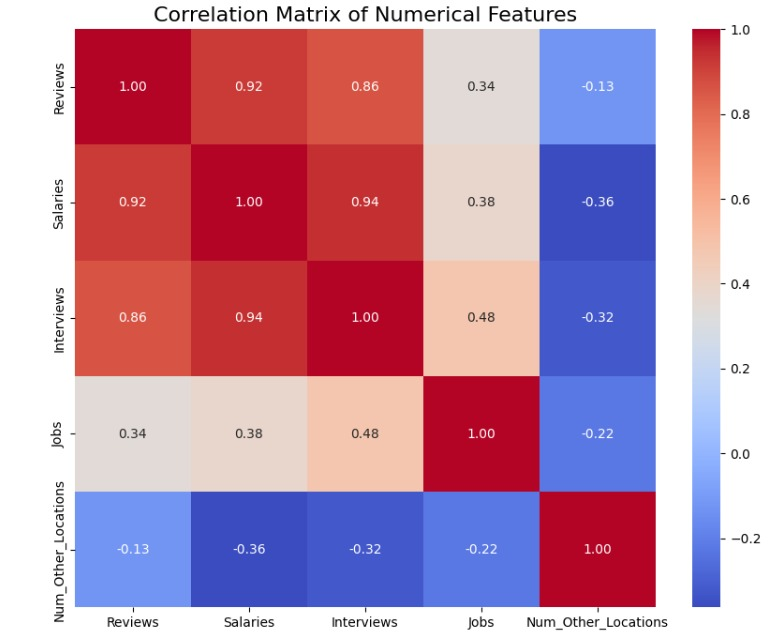 Correlation Matrix of Numerical Features
Reviews 1.00 0.92 0.86 0.34 -0.13
Salaries 0.92 1.00 0.94 0.38 -0.36
Interviews 0.86 0.94 1.00 0.48 -0.32
Jobs 0.34 0.38 0.48 1.00 -0.22
Num_Other_Locations -0.13 -0.36 -0.32 -0.22 1.00
Reviews Salaries Interviews Jobs Num_Other_Locations
1.0
0.8
0.6
0.4
0.2
0.0
−0.2